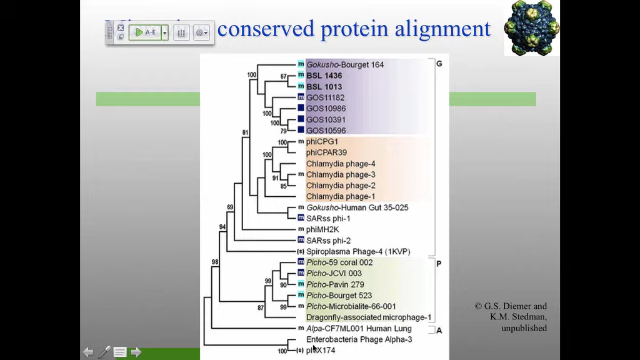 conserved protein alignment
A-E
m Gokusho-Bourget 164
BSL 1436
m BSL 1013
m GOS11182
GOS10986
GOS10391
GOS10596
m phiCPG1
phiCPAR39
Chlamydia phage-4
m Chlamydia phage-3
Chlamydia phage-2
Chlamydia phage-1
m Gokusho-Human Gut 35-025
m SARss phi-1
m phiMH2K
m SARss phi-2
(s) Spiroplasma Phage-4 (1KVP)
m Picho-59 coral 002
m Picho-JCVI 003
m Picho-Pavin 279
m Picho-Bourget 523
m Picho-Microbialite-66-001
Dragonfly-associated microphage-1
m Alpa-CF7ML001 Human Lung
Enterobacteria Phage Alpha-3
(s) phiX174
G
P
A
100
67
100
79
100
100
91
85
81
100
69
94
98
100
87
99
90
98
100
© G.S. Diemer and
K.M. Stedman,
unpublished